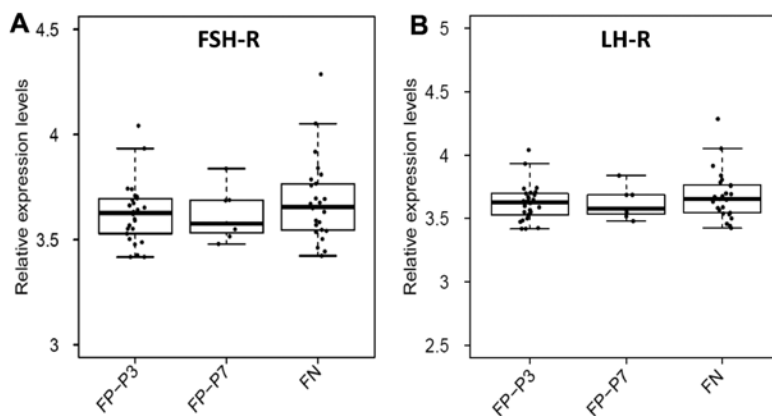 A
FSH-R
Relative expression levels
4.5
4
3.5
3
FP-P3
FP-P7
FN
B
LH-R
Relative expression levels
5
4.5
4
3.5
3
2.5
FP-P3
FP-P7
FN